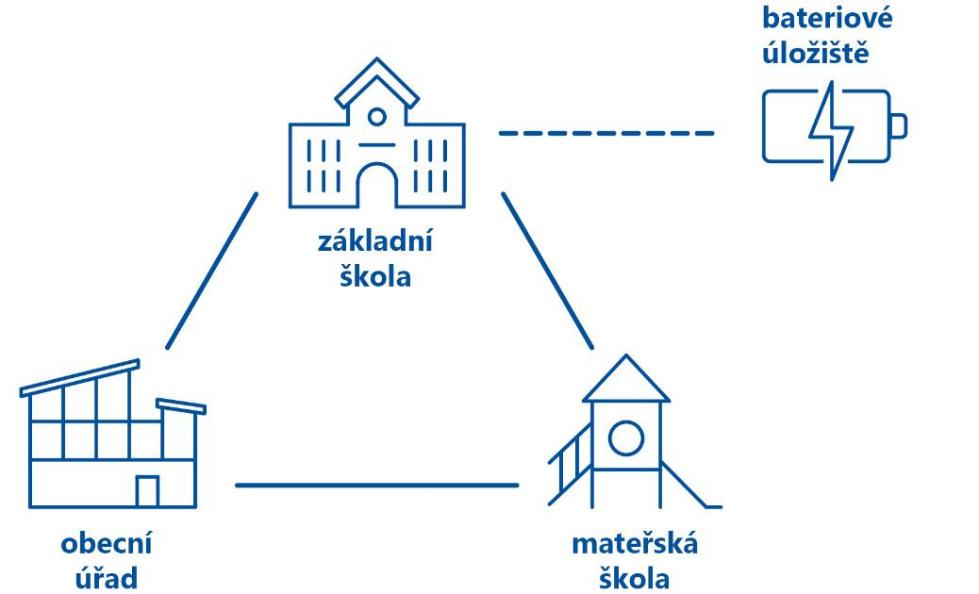 bateriové
úložiště
základní
škola
obecní
úřad
mateřská
škola